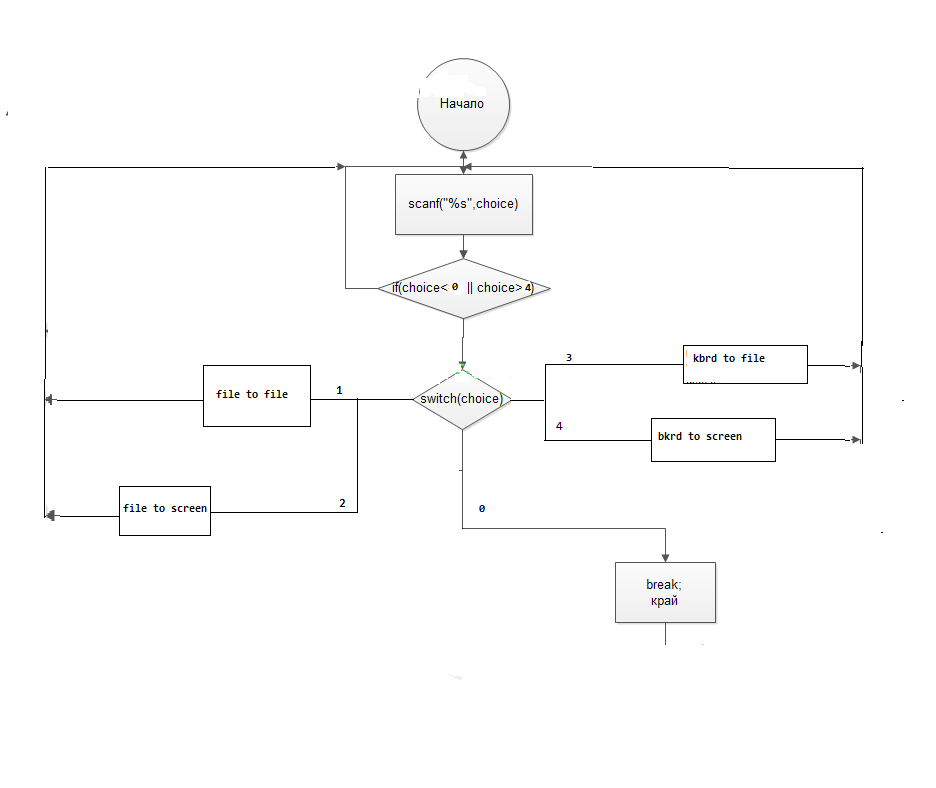 Начало
scanf("%s",choice)
if(choice< 0 || choice>4)
switch(choice)
1
file to file
2
file to screen
3
kbrd to file
4
bkrd to screen
0
break;
край